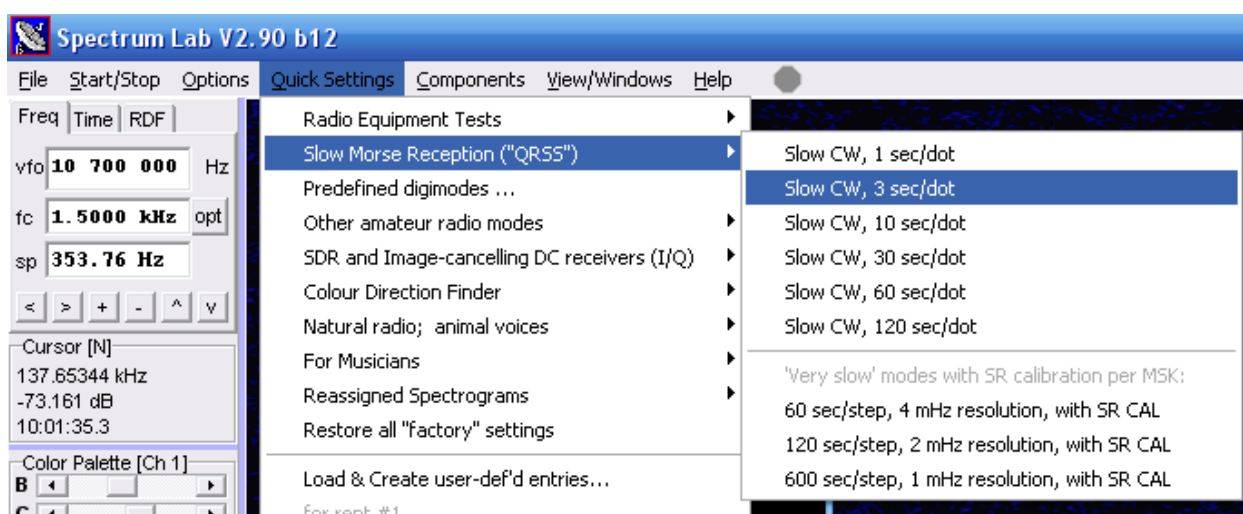 Spectrum Lab V2.90 b12
File Start/Stop Options Quick Settings Components View/Windows Help
Freq Time RDF
vfo 10 700 000 Hz
fc 1.5000 kHz opt
sp 353.76 Hz
< > + - ^ v
Cursor [N]
137.65344 kHz
-73.161 dB
10:01:35.3
Color Palette [Ch 1]
B
C
Radio Equipment Tests
Slow Morse Reception ("QRSS")
Predefined digimodes ...
Other amateur radio modes
SDR and Image-cancelling DC receivers (I/Q)
Colour Direction Finder
Natural radio; animal voices
For Musicians
Reassigned Spectrograms
Restore all "factory" settings
Load & Create user-def'd entries...
for rent #1
Slow CW, 1 sec/dot
Slow CW, 3 sec/dot
Slow CW, 10 sec/dot
Slow CW, 30 sec/dot
Slow CW, 60 sec/dot
Slow CW, 120 sec/dot
'Very slow' modes with SR calibration per MSK:
60 sec/step, 4 mHz resolution, with SR CAL
120 sec/step, 2 mHz resolution, with SR CAL
600 sec/step, 1 mHz resolution, with SR CAL